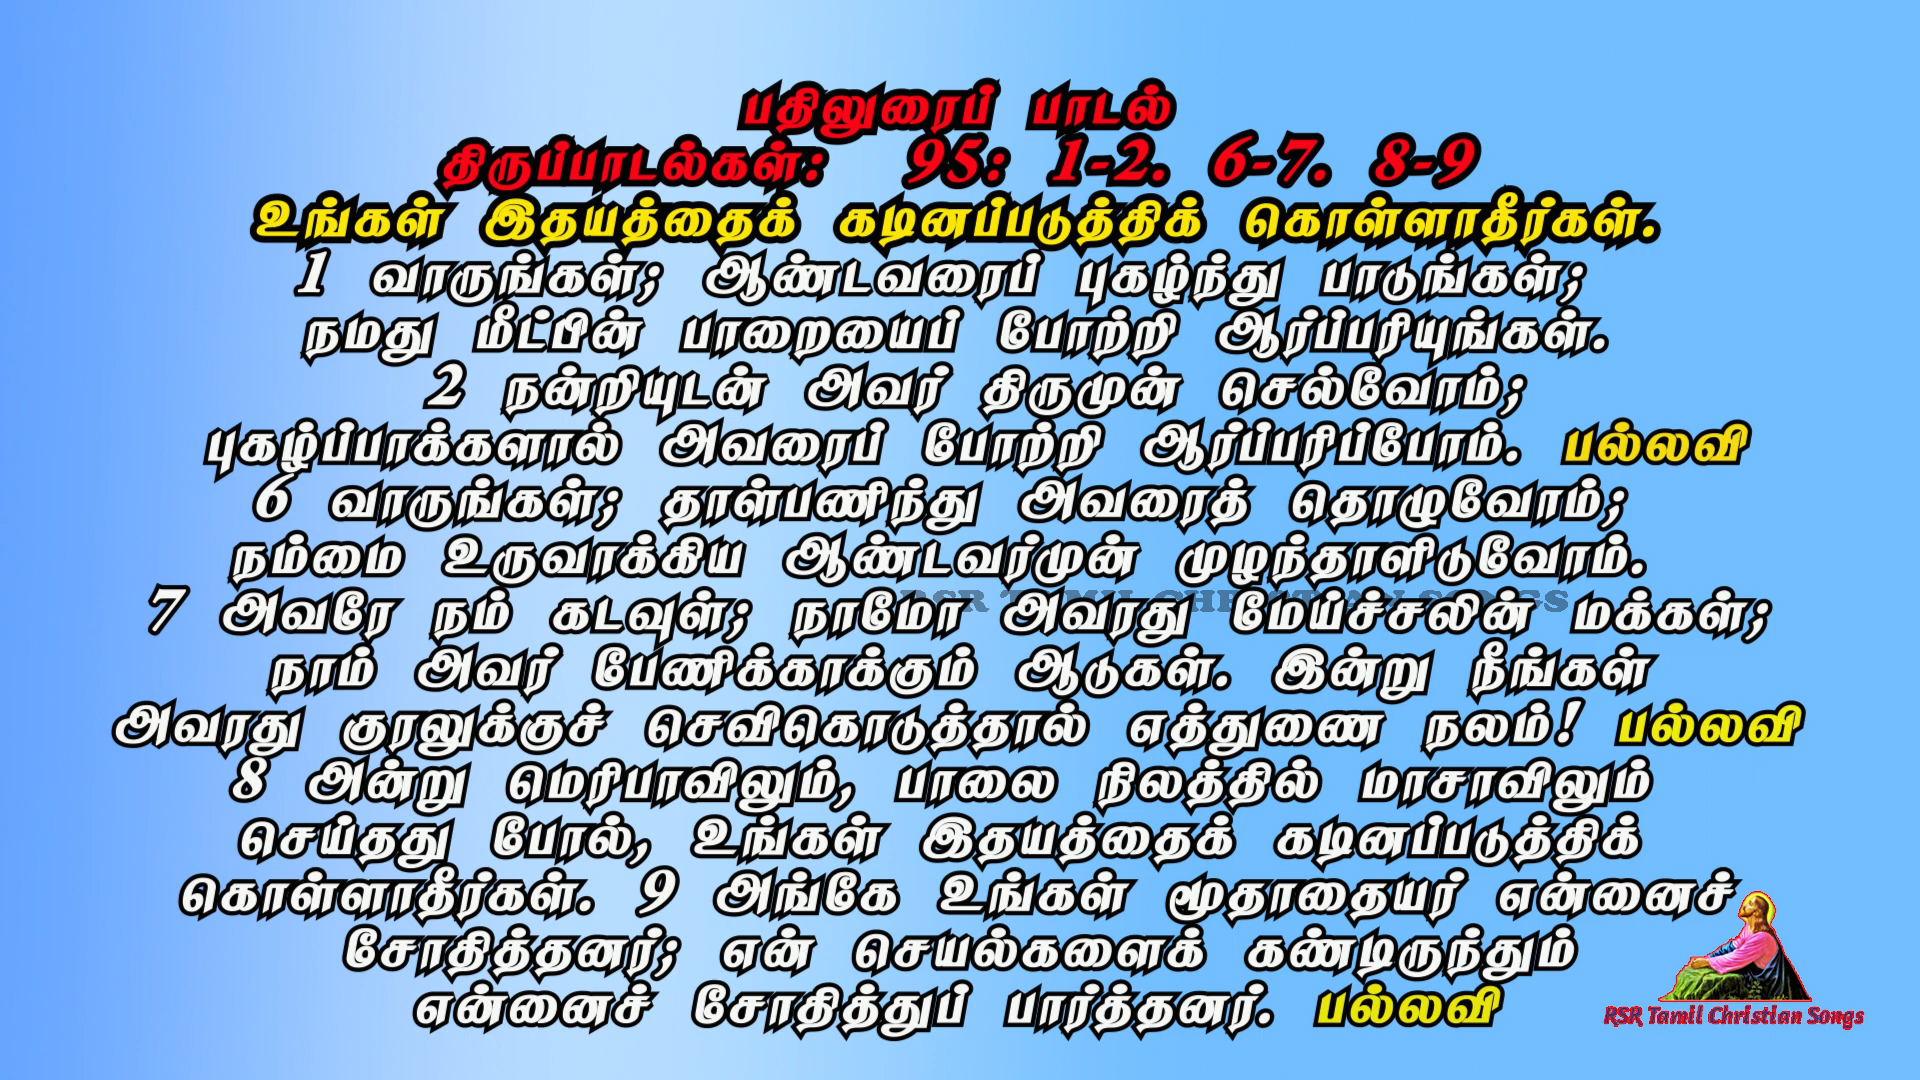 பதிலுரைப் பாடல்
திருப்பாடல்கள்: 95: 1-2. 6-7. 8-9
உங்கள் இதயத்தைக் கடினப்படுத்திக் கொள்ளாதீர்கள்.
1 வாருங்கள்; ஆண்டவரைப் புகழ்ந்து பாடுங்கள்;
நமது மீட்பின் பாறையைப் போற்றி ஆர்ப்பரியுங்கள்.
2 நன்றியுடன் அவர் திருமுன் செல்வோம்;
புகழ்ப்பாக்களால் அவரைப் போற்றி ஆர்ப்பரிப்போம். பல்லவி
6 வாருங்கள்; தாள்பணிந்து அவரைத் தொழுவோம்;
நம்மை உருவாக்கிய ஆண்டவர்முன் முழந்தாளிடுவோம்.
RSR TAMIL CHRISTIAN SONGS
7 அவரே நம் கடவுள்; நாமோ அவரது மேய்ச்சலின் மக்கள்;
நாம் அவர் பேணிக்காக்கும் ஆடுகள். இன்று நீங்கள்
அவரது குரலுக்குச் செவிகொடுத்தால் எத்துணை நலம்! பல்லவி
8 அன்று மெரிபாவிலும், பாலை நிலத்தில் மாசாவிலும்
செய்தது போல், உங்கள் இதயத்தைக் கடினப்படுத்திக்
கொள்ளாதீர்கள். 9 அங்கே உங்கள் மூதாதையர் என்னைச்
சோதித்தனர்; என் செயல்களைக் கண்டிருந்தும்
என்னைச் சோதித்துப் பார்த்தனர். பல்லவி
RSR Tamil Christian Songs